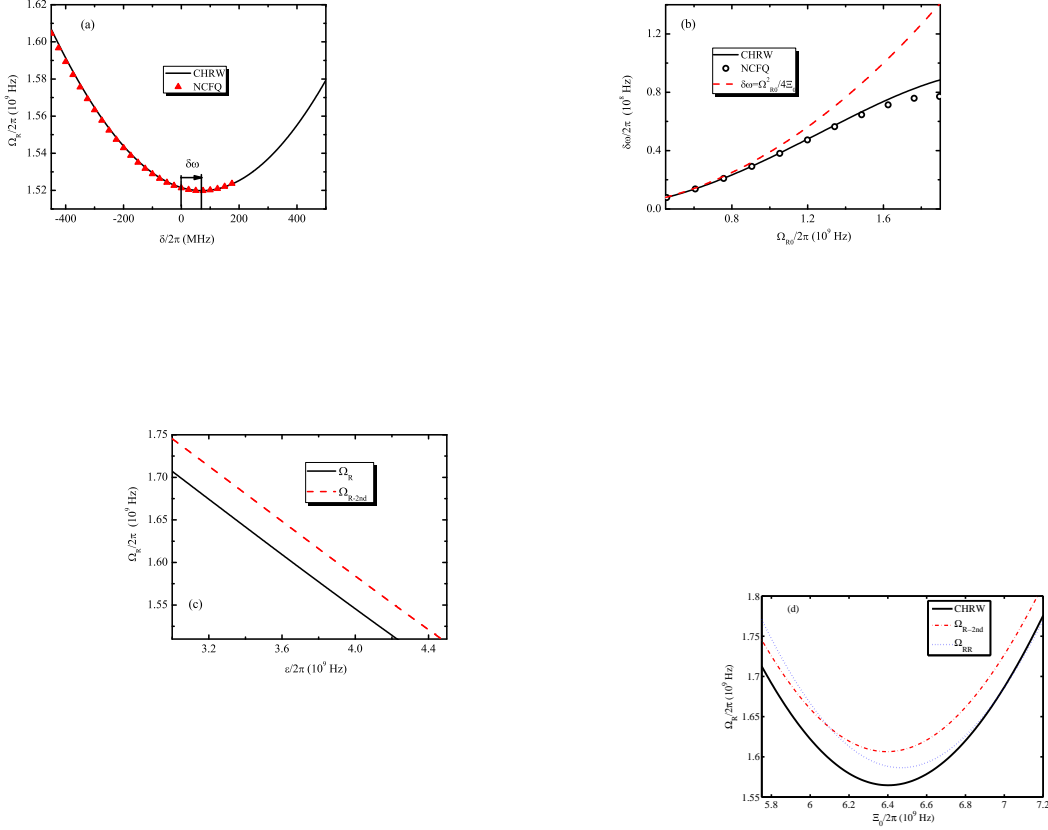 (a)
1.62
1.60
1.58
1.56
1.54
1.52
Ω_R/2π (10^9 Hz)
CHRW
NCFQ
δω
-400
-200
0
200
400
δ/2π (MHz)
(b)
1.2
0.8
0.4
0.0
δω/2π (10^8 Hz)
CHRW
NCFQ
δω=Ω^2_R0/4Ξ
0.8
1.2
1.6
Ω_R0/2π (10^9 Hz)
1.75
1.70
1.65
1.60
1.55
Ω_R/2π (10^9 Hz)
Ω_R
Ω_R-2nd
(c)
3.2
3.6
4.0
4.4
ε/2π (10^9 Hz)
(d)
1.8
1.75
1.7
1.65
1.6
1.55
Ω_R/2π (10^9 Hz)
CHRW
Ω_R-2nd
Ω_RR
5.8
6
6.2
6.4
6.6
6.8
7
7.2
Ξ_0/2π (10^9 Hz)